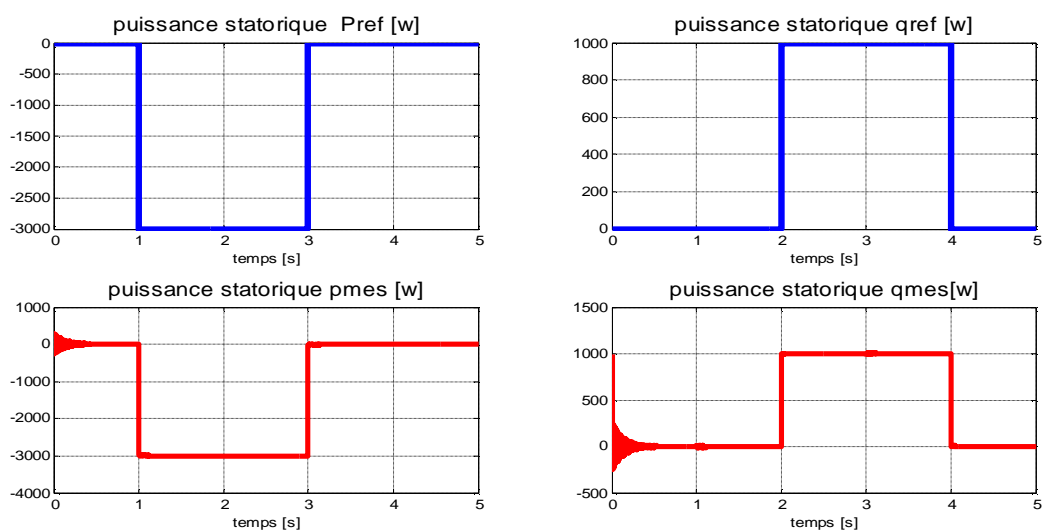 puissance statorique Pref [w]
0
-500
-1000
-1500
-2000
-2500
-3000
0 1 2 3 4 5
temps [s]
puissance statorique qref [w]
1000
800
600
400
200
0
0 1 2 3 4 5
temps [s]
puissance statorique pmes [w]
1000
0
-1000
-2000
-3000
-4000
0 1 2 3 4 5
temps [s]
puissance statorique qmes[w]
1500
1000
500
0
-500
0 1 2 3 4 5
temps [s]